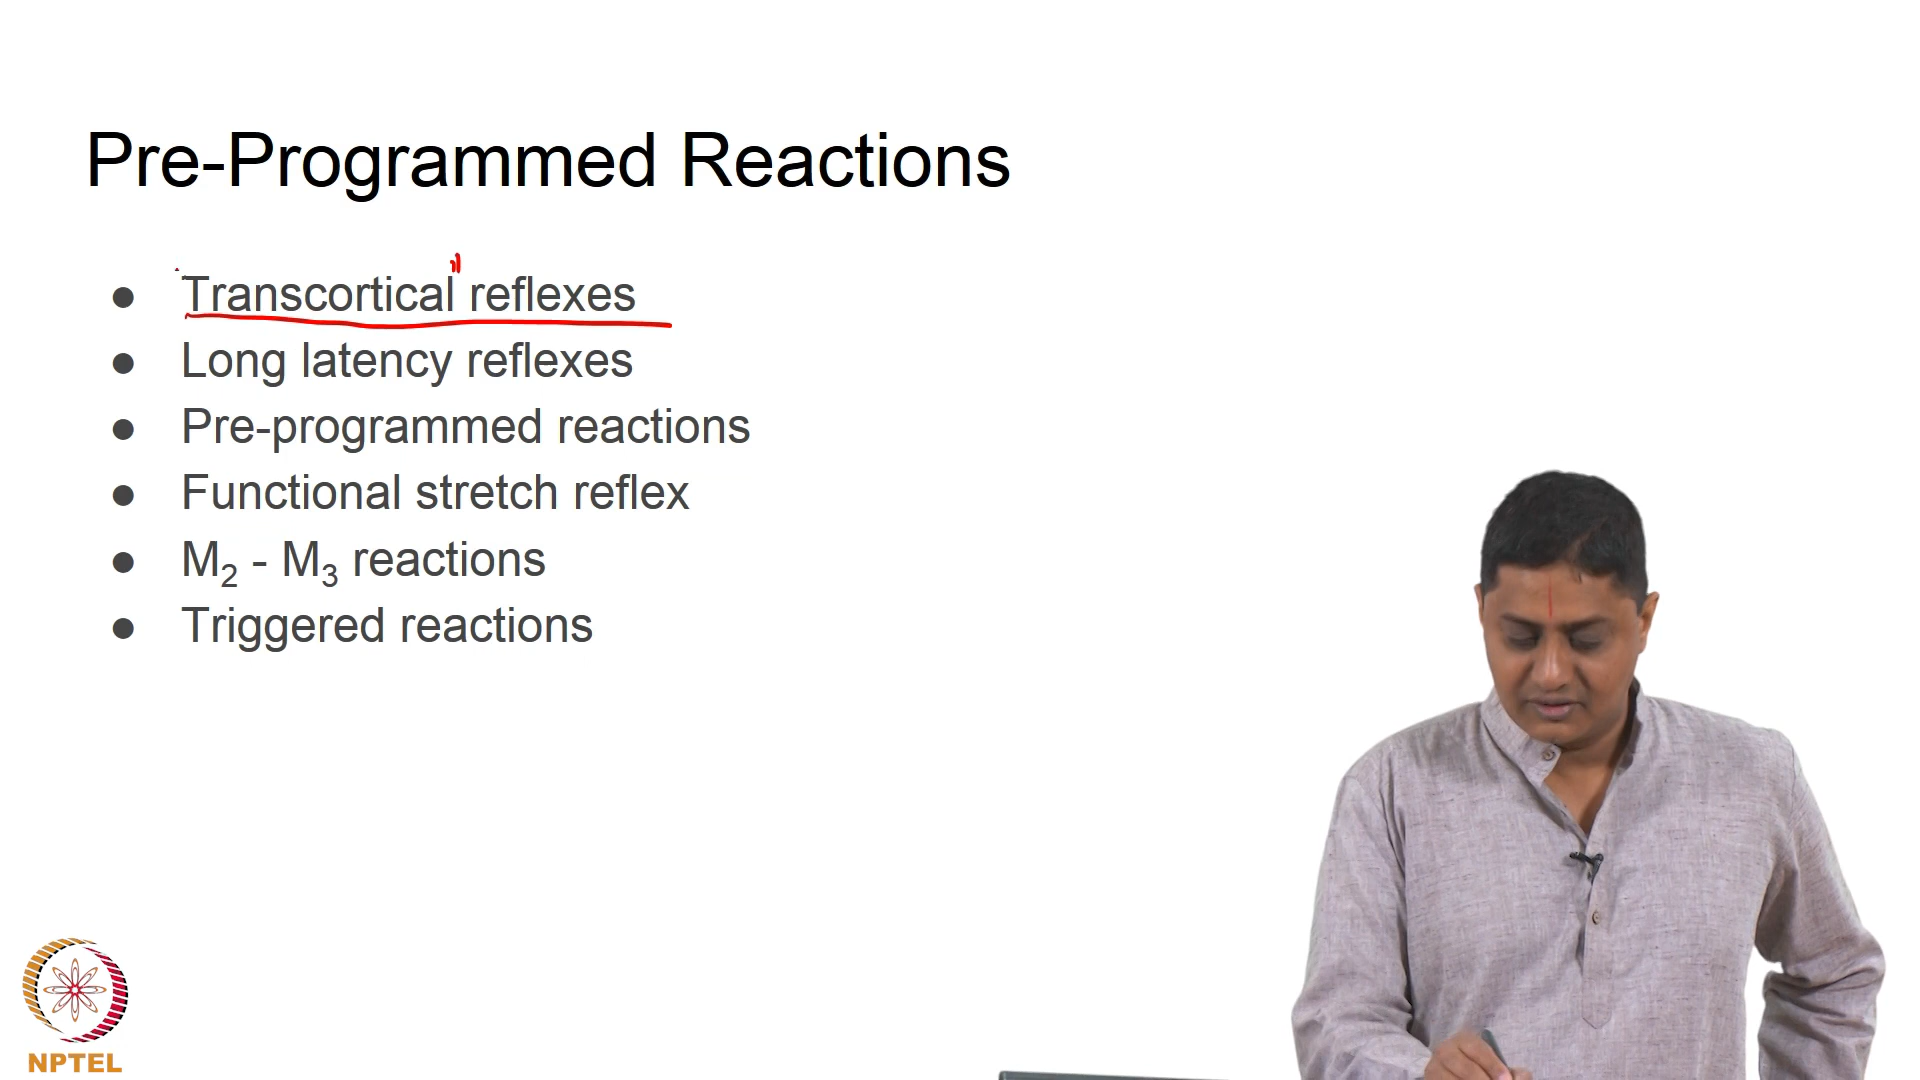 Pre-Programmed Reactions
● Transcortical reflexes
● Long latency reflexes
● Pre-programmed reactions
● Functional stretch reflex
● M₂ - M₃ reactions
● Triggered reactions
NPTEL